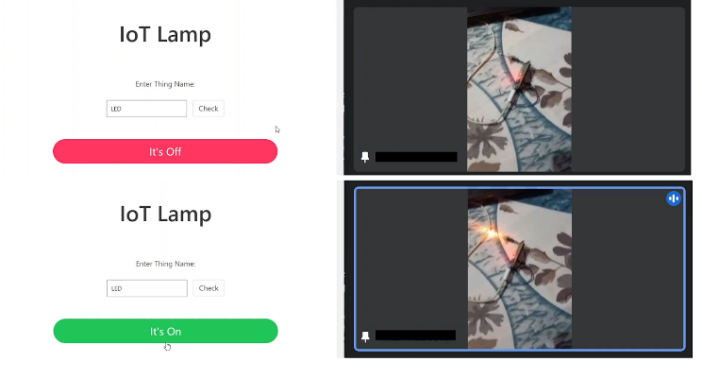 IoT Lamp
Enter Thing Name:
LED
Check
It's Off
IoT Lamp
Enter Thing Name:
LED
Check
It's On